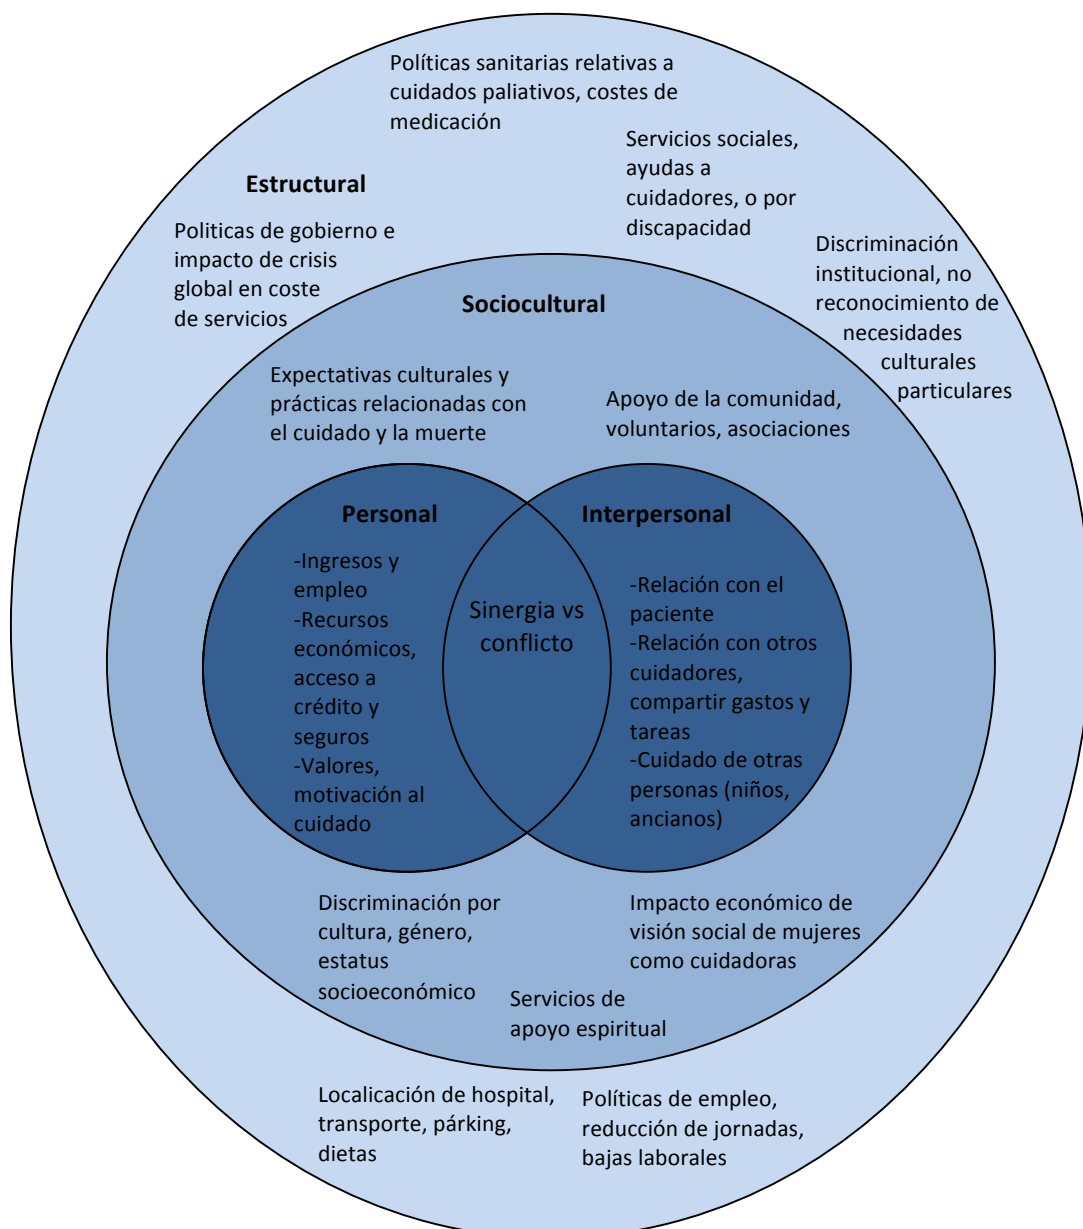 Políticas sanitarias relativas a
cuidados paliativos, costes de
medicación
Servicios sociales,
ayudas a
cuidadores, o por
discapacidad
Estructural
Politicas de gobierno e
impacto de crisis
global en coste
de servicios
Discriminación
institucional, no
reconocimiento de
necesidades
culturales
particulares
Sociocultural
Expectativas culturales y
prácticas relacionadas con
el cuidado y la muerte
Apoyo de la comunidad,
voluntarios, asociaciones
Personal
-Ingresos y
empleo
-Recursos
económicos,
acceso a
crédito y
seguros
-Valores,
motivación al
cuidado
Sinergia vs
conflicto
Interpersonal
-Relación con el
paciente
-Relación con otros
cuidadores,
compartir gastos y
tareas
-Cuidado de otras
personas (niños,
ancianos)
Discriminación por
cultura, género,
estatus
socioeconómico
Impacto económico de
visión social de mujeres
como cuidadoras
Servicios de
apoyo espiritual
Localicación de hospital,
transporte, párking,
dietas
Políticas de empleo,
reducción de jornadas,
bajas laborales